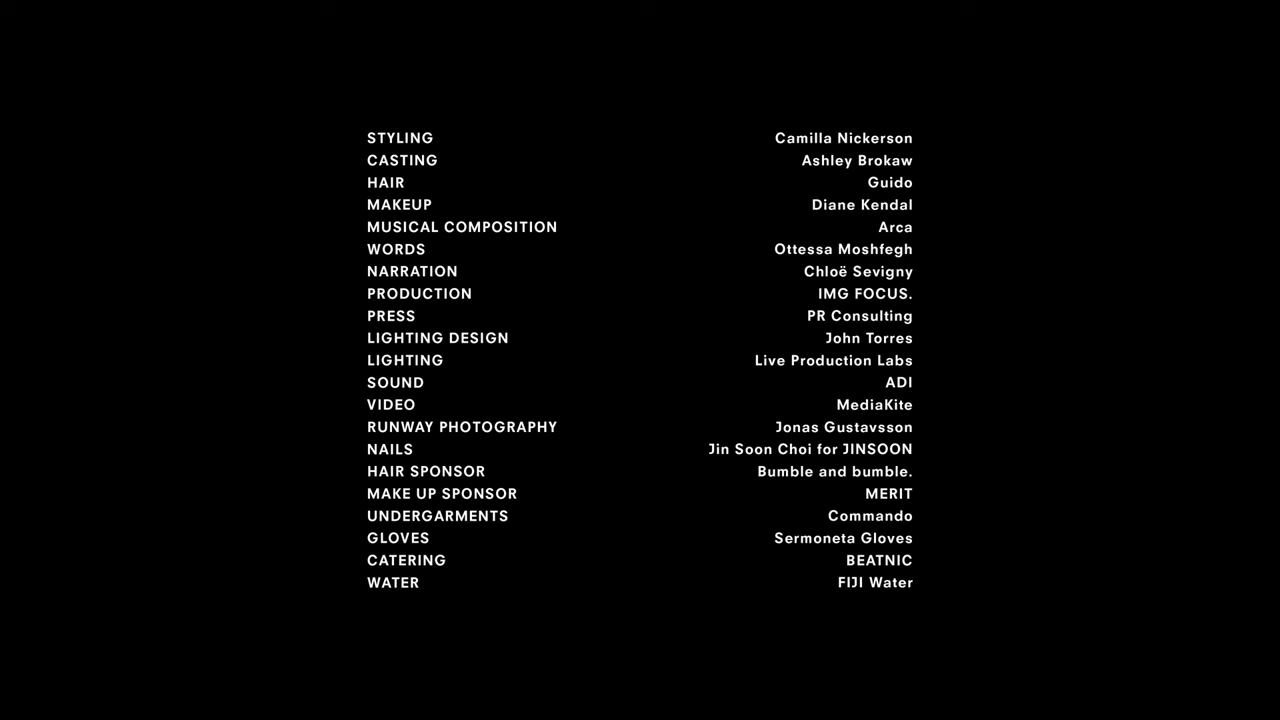 STYLING Camilla Nickerson
CASTING Ashley Brokaw
HAIR Guido
MAKEUP Diane Kendal
MUSICAL COMPOSITION Arca
WORDS Ottessa Moshfegh
NARRATION Chloë Sevigny
PRODUCTION IMG FOCUS.
PRESS PR Consulting
LIGHTING DESIGN John Torres
LIGHTING Live Production Labs
SOUND ADI
VIDEO MediaKite
RUNWAY PHOTOGRAPHY Jonas Gustavsson
NAILS Jin Soon Choi for JINSOON
HAIR SPONSOR Bumble and bumble.
MAKE UP SPONSOR MERIT
UNDERGARMENTS Commando
GLOVES Sermoneta Gloves
CATERING BEATNIC
WATER FIJI Water